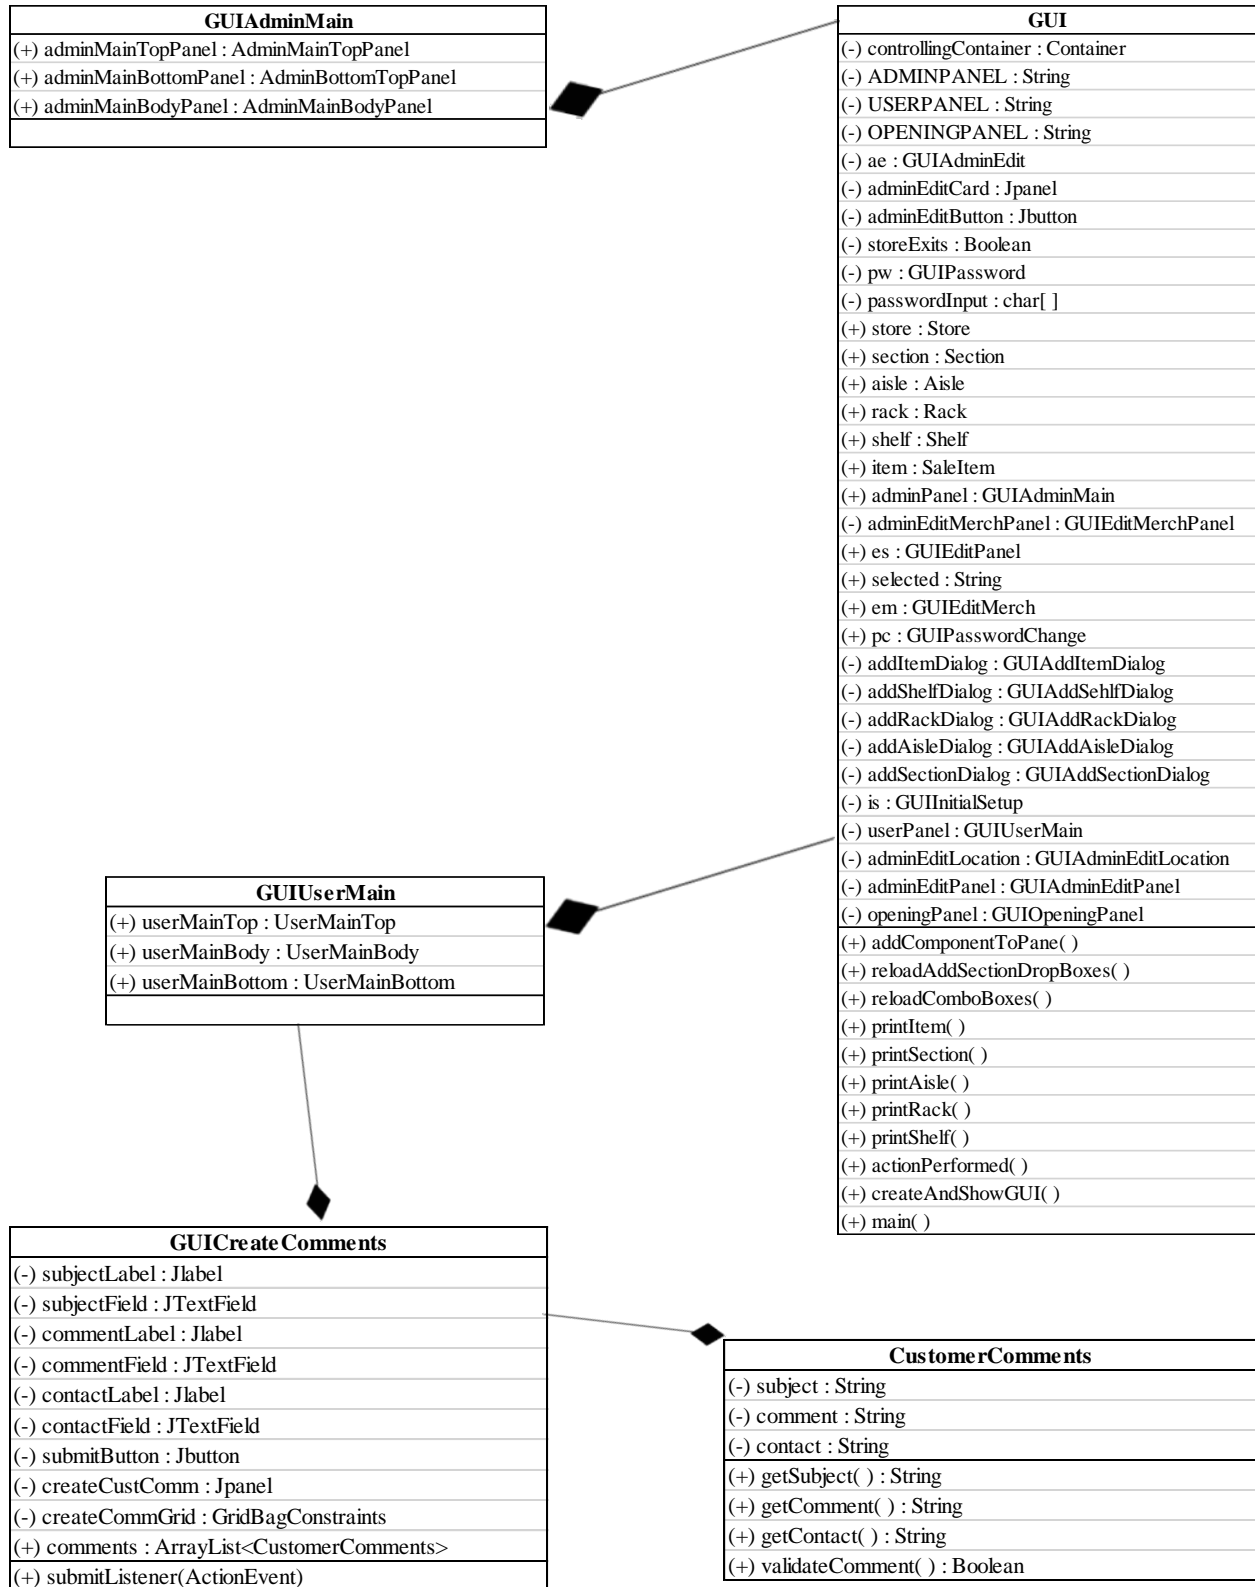 GUIAdminMain
(+) adminMainTopPanel : AdminMainTopPanel
(+) adminMainBottomPanel : AdminBottomTopPanel
(+) adminMainBodyPanel : AdminMainBodyPanel
GUI
(-) controllingContainer : Container
(-) ADMINPANEL : String
(-) USERPANEL : String
(-) OPENINGPANEL : String
(-) ae : GUIAdminEdit
(-) adminEditCard : Jpanel
(-) adminEditButton : Jbutton
(-) storeExits : Boolean
(-) pw : GUIPassword
(-) passwordInput : char[ ]
(+) store : Store
(+) section : Section
(+) aisle : Aisle
(+) rack : Rack
(+) shelf : Shelf
(+) item : SaleItem
(+) adminPanel : GUIAdminMain
(-) adminEditMerchPanel : GUIEditMerchPanel
(+) es : GUIEditPanel
(+) selected : String
(+) em : GUIEditMerch
(+) pc : GUIPasswordChange
(-) addItemDialog : GUIAddItemDialog
(-) addShelfDialog : GUIAddSehlfDialog
(-) addRackDialog : GUIAddRackDialog
(-) addAisleDialog : GUIAddAisleDialog
(-) addSectionDialog : GUIAddSectionDialog
(-) is : GUIInitialSetup
(-) userPanel : GUIUserMain
(-) adminEditLocation : GUIAdminEditLocation
(-) adminEditPanel : GUIAdminEditPanel
(-) openingPanel : GUIOpeningPanel
(+) addComponentToPane( )
(+) reloadAddSectionDropBoxes( )
(+) reloadComboBoxes( )
(+) printItem( )
(+) printSection( )
(+) printAisle( )
(+) printRack( )
(+) printShelf( )
(+) actionPerformed( )
(+) createAndShowGUI( )
(+) main( )
GUIUserMain
(+) userMainTop : UserMainTop
(+) userMainBody : UserMainBody
(+) userMainBottom : UserMainBottom
GUICreateComments
(-) subjectLabel : Jlabel
(-) subjectField : JTextField
(-) commentLabel : Jlabel
(-) commentField : JTextField
(-) contactLabel : Jlabel
(-) contactField : JTextField
(-) submitButton : Jbutton
(-) createCustComm : Jpanel
(-) createCommGrid : GridBagConstraints
(+) comments : ArrayList<CustomerComments>
(+) submitListener(ActionEvent)
CustomerComments
(-) subject : String
(-) comment : String
(-) contact : String
(+) getSubject( ) : String
(+) getComment( ) : String
(+) getContact( ) : String
(+) validateComment( ) : Boolean